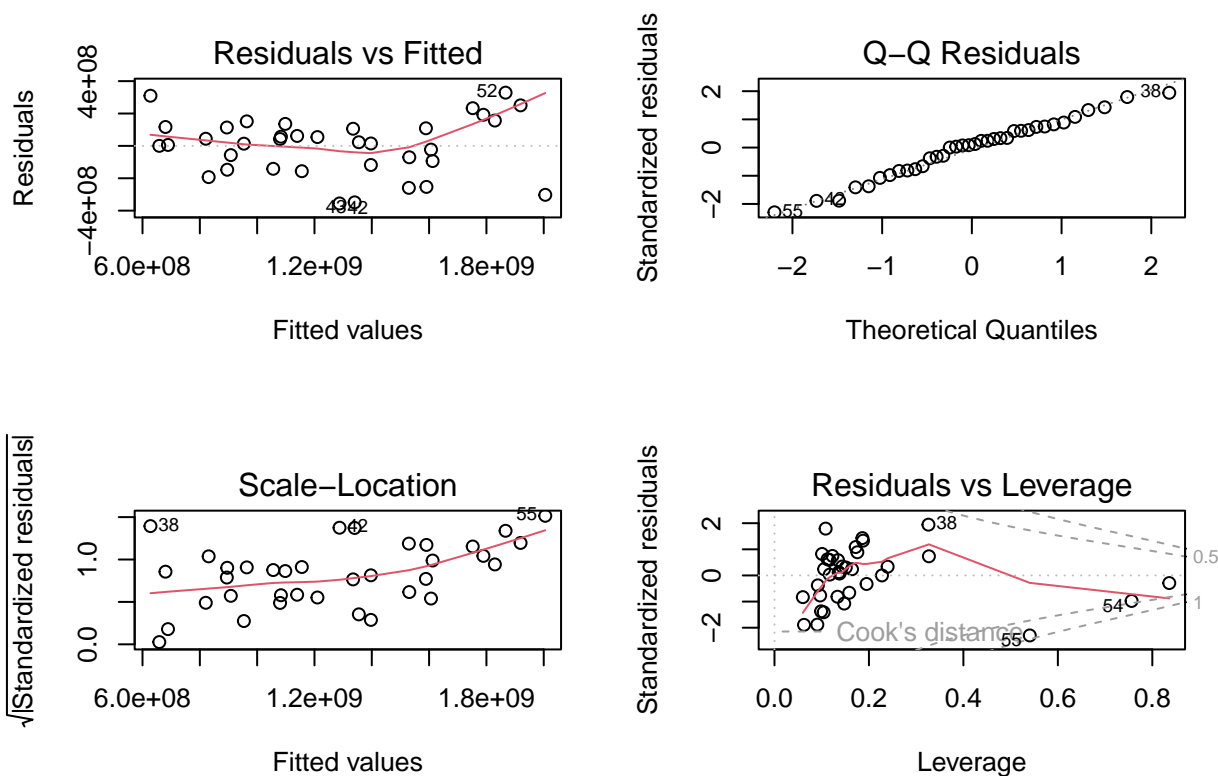 Residuals vs Fitted
Residuals
4e+08
−4e+08
52
43
42
6.0e+08 1.2e+09 1.8e+09
Fitted values
Q−Q Residuals
Standardized residuals
2
0
−2
38
42
55
−2 −1 0 1 2
Theoretical Quantiles
Scale−Location
√|Standardized residuals|
1.0
0.0
38
42
55
6.0e+08 1.2e+09 1.8e+09
Fitted values
Residuals vs Leverage
Standardized residuals
2
0
−2
38
54
55
0.5
1
Cook's distance
0.0 0.2 0.4 0.6 0.8
Leverage